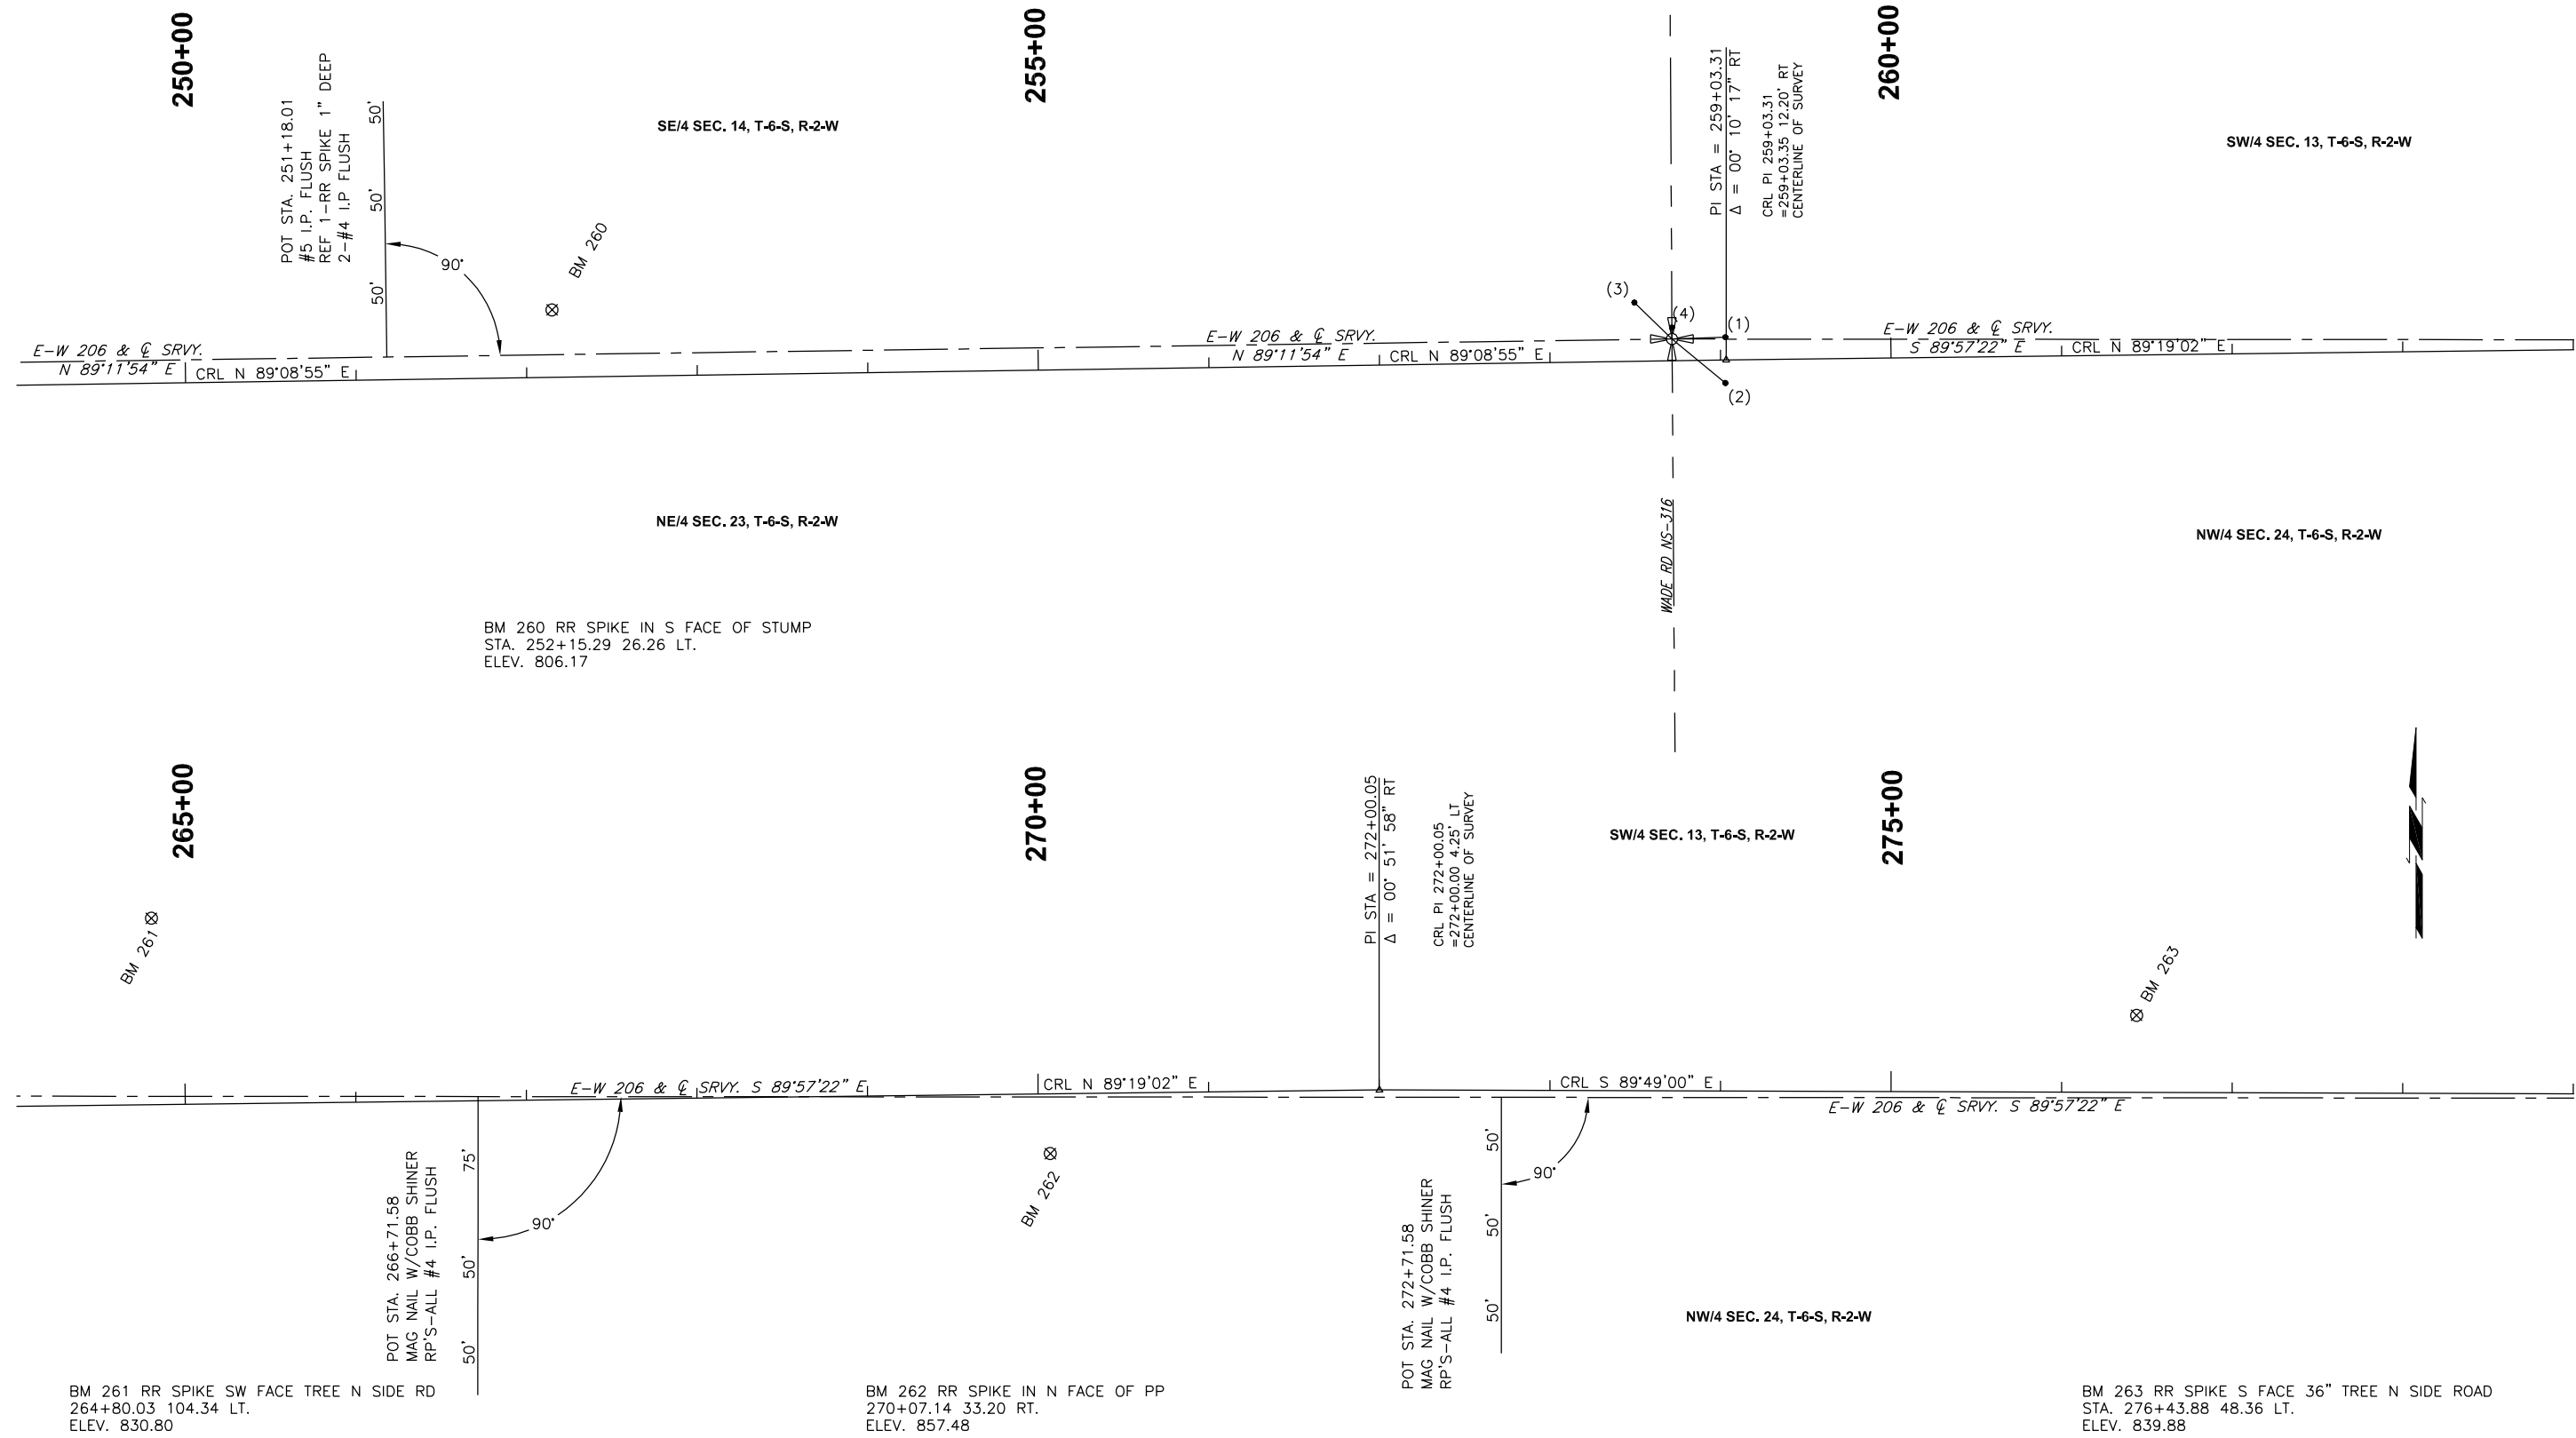 250+00
255+00
260+00
POT STA. 251+18.01
#5 I.P. FLUSH
REF 1-RR SPIKE 1" DEEP
2-#4 I.P FLUSH
50'
50'
50'
90°
BM 260
SE/4 SEC. 14, T-6-S, R-2-W
PI STA = 259+03.31
Δ = 00° 10' 17" RT
CRL PI 259+03.31
=259+03.35 12.20' RT
CENTERLINE OF SURVEY
SW/4 SEC. 13, T-6-S, R-2-W
(3)
(4)
(1)
(2)
E-W 206 & ℄ SRVY.
N 89°11'54" E
CRL N 89°08'55" E
E-W 206 & ℄ SRVY.
N 89°11'54" E
CRL N 89°08'55" E
E-W 206 & ℄ SRVY.
S 89°57'22" E
CRL N 89°19'02" E
WADE RD NS-316
NE/4 SEC. 23, T-6-S, R-2-W
NW/4 SEC. 24, T-6-S, R-2-W
BM 260 RR SPIKE IN S FACE OF STUMP
STA. 252+15.29 26.26 LT.
ELEV. 806.17
265+00
270+00
275+00
BM 261
PI STA = 272+00.05
Δ = 00° 51' 58" RT
CRL PI 272+00.05
=272+00.00 4.25' LT
CENTERLINE OF SURVEY
SW/4 SEC. 13, T-6-S, R-2-W
BM 263
E-W 206 & ℄ SRVY. S 89°57'22" E
CRL N 89°19'02" E
CRL S 89°49'00" E
E-W 206 & ℄ SRVY. S 89°57'22" E
POT STA. 266+71.58
MAG NAIL W/COBB SHINER
RP'S-ALL #4 I.P. FLUSH
75'
50'
50'
90°
BM 262
POT STA. 272+71.58
MAG NAIL W/COBB SHINER
RP'S-ALL #4 I.P. FLUSH
50'
50'
50'
90°
NW/4 SEC. 24, T-6-S, R-2-W
BM 261 RR SPIKE SW FACE TREE N SIDE RD
264+80.03 104.34 LT.
ELEV. 830.80
BM 262 RR SPIKE IN N FACE OF PP
270+07.14 33.20 RT.
ELEV. 857.48
BM 263 RR SPIKE S FACE 36" TREE N SIDE ROAD
STA. 276+43.88 48.36 LT.
ELEV. 839.88